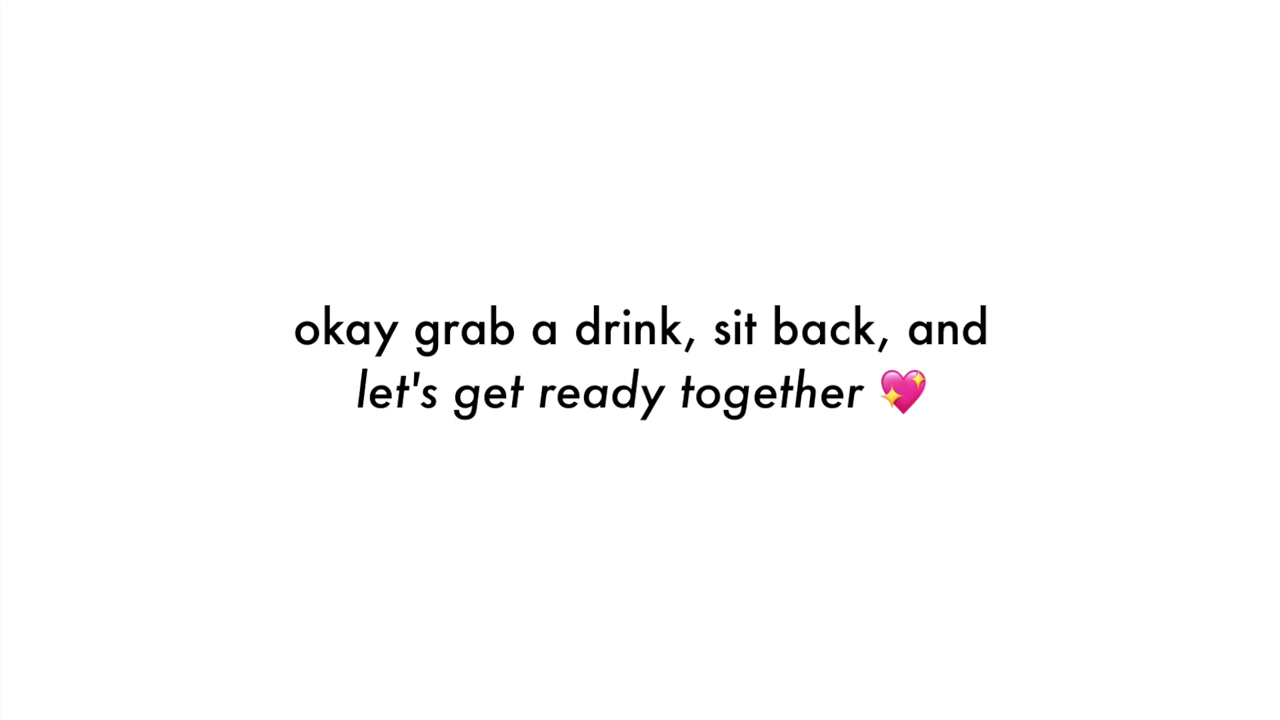 okay grab a drink, sit back, and
let's get ready together 💖